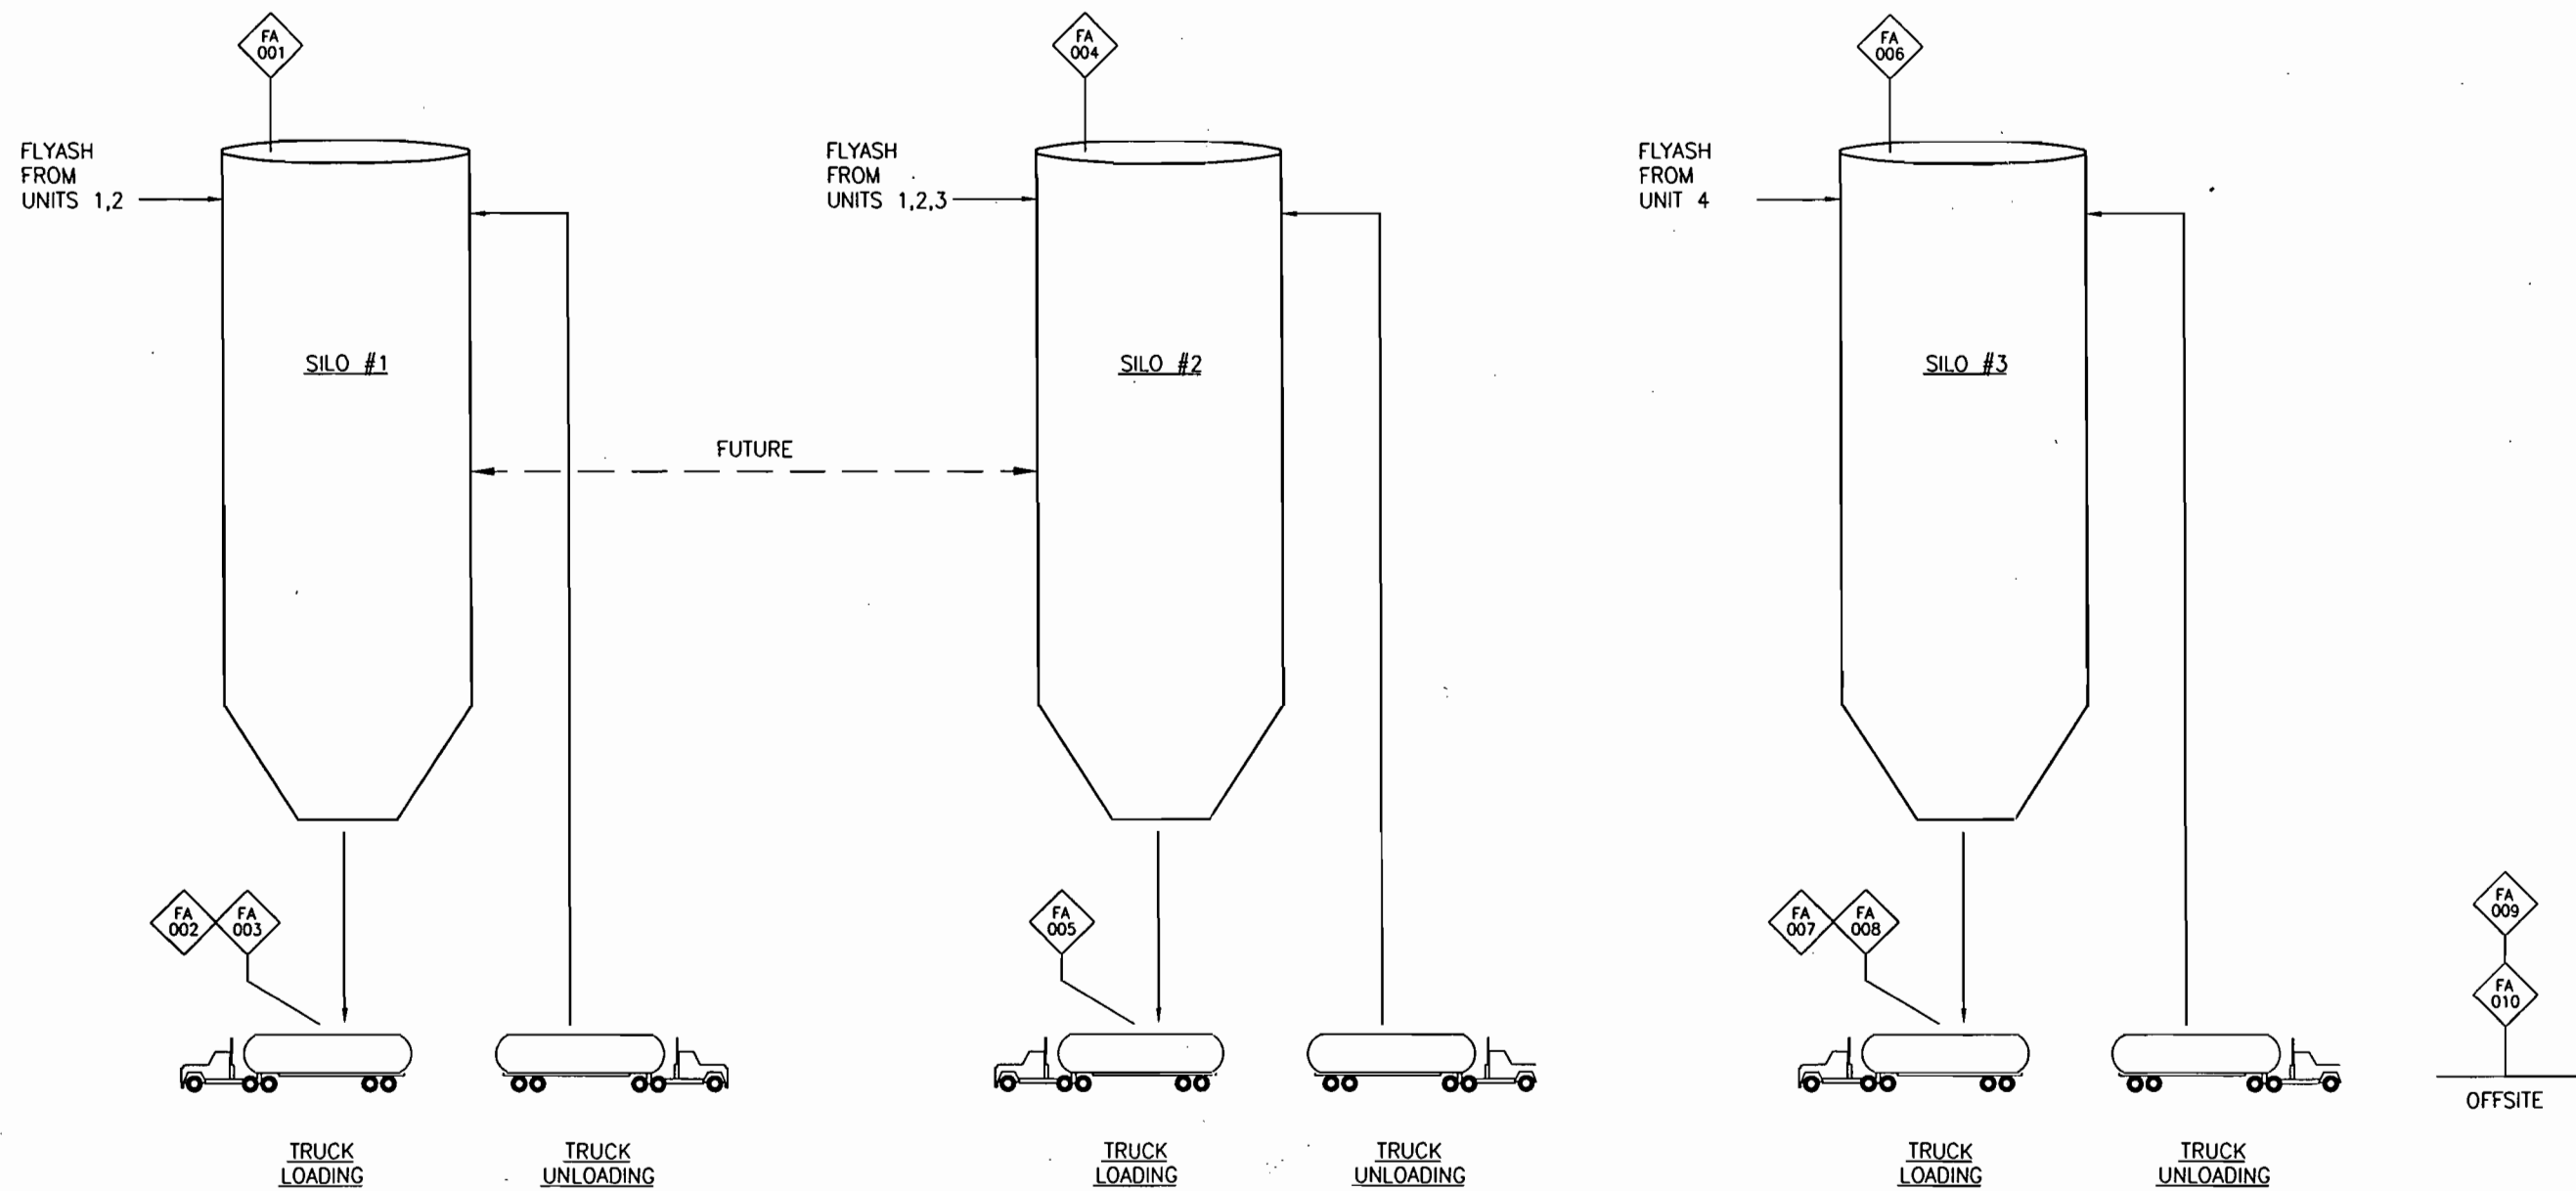 FA
001
FA
004
FA
006
FLYASH
FROM
UNITS 1,2
FLYASH
FROM
UNITS 1,2,3
FLYASH
FROM
UNIT 4
SILO #1
SILO #2
SILO #3
FUTURE
FA
002
FA
003
FA
005
FA
007
FA
008
FA
009
FA
010
OFFSITE
TRUCK
LOADING
TRUCK
UNLOADING
TRUCK
LOADING
TRUCK
UNLOADING
TRUCK
LOADING
TRUCK
UNLOADING